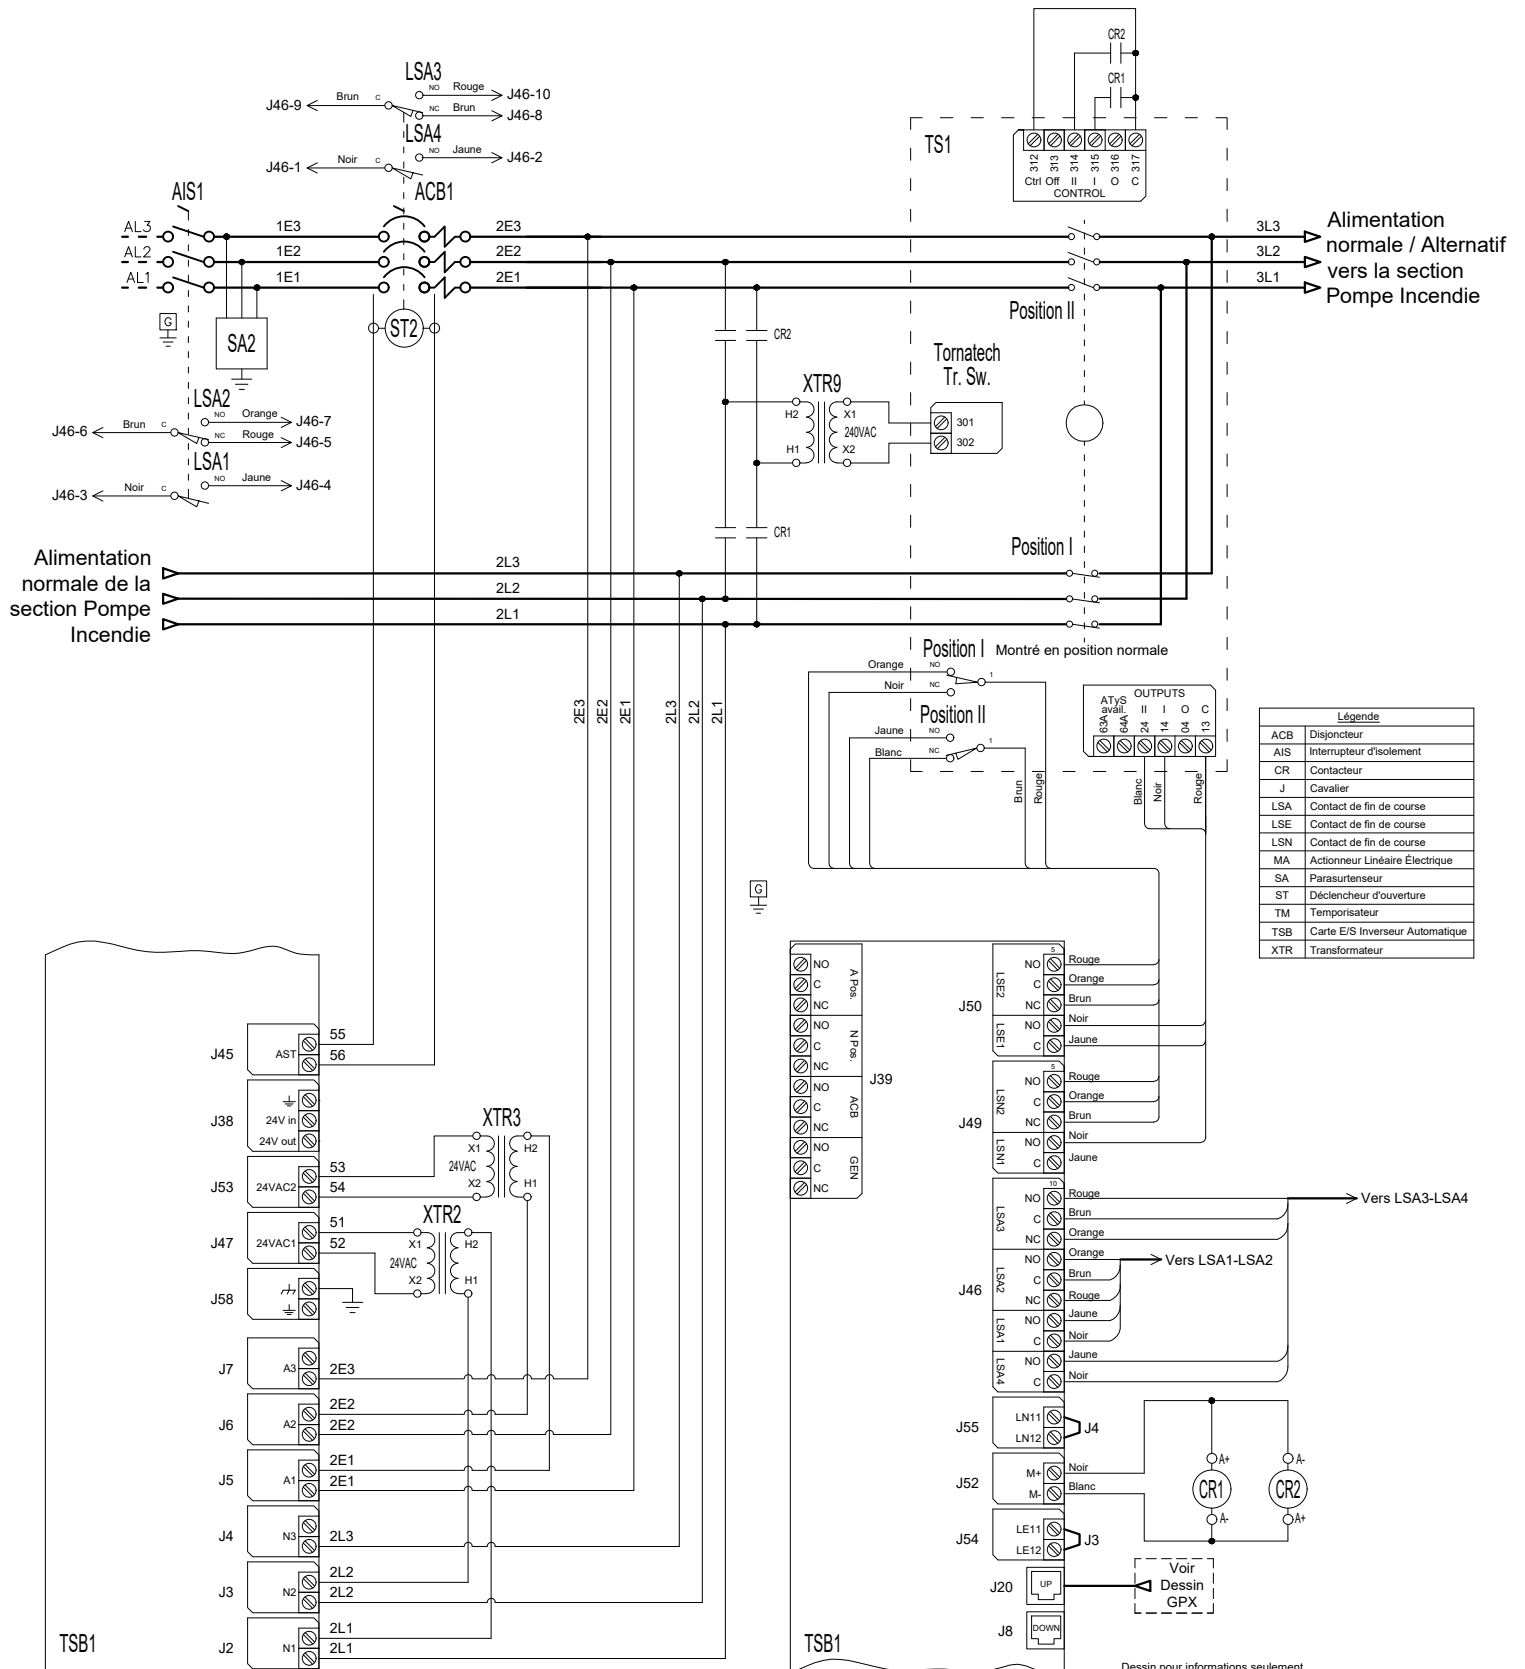 CR2
CR1
LSA3
J46-9 Brun C NO Rouge J46-10
NC Brun J46-8
LSA4
J46-1 Noir C NO Jaune J46-2
TS1
312 313 314 315 316 317
Ctrl Off II I O C
CONTROL
AIS1
ACB1
AL3 1E3 2E3 3L3
AL2 1E2 2E2 3L2
AL1 1E1 2E1 3L1
Alimentation
normale / Alternatif
vers la section
Pompe Incendie
Position II
G
SA2
ST2
CR2
Tornatech
Tr. Sw.
XTR9
H2 X1
240VAC
H1 X2
301
302
LSA2
J46-6 Brun C NO Orange J46-7
NC Rouge J46-5
LSA1
J46-3 Noir C NO Jaune J46-4
CR1
Position I
Alimentation
normale de la
section Pompe
Incendie
2L3
2L2
2L1
Position I Montré en position normale
Orange NO
Noir NC
1
Position II
Jaune NO
Blanc NC
1
Brun
Rouge
OUTPUTS
ATyS
avail. II I O C
63A 64A 24 14 04 13
Blanc
Noir
Rouge
2E3
2E2
2E1
2L3
2L2
2L1
Légende
ACB Disjoncteur
AIS Interrupteur d'isolement
CR Contacteur
J Cavalier
LSA Contact de fin de course
LSE Contact de fin de course
LSN Contact de fin de course
MA Actionneur Linéaire Électrique
SA Parasurtenseur
ST Déclencheur d'ouverture
TM Temporisateur
TSB Carte E/S Inverseur Automatique
XTR Transformateur
G
J45 AST 55
56
J38
24V in
24V out
J53 24VAC2 53
54
XTR3
X1 H2
24VAC
X2 H1
J47 24VAC1 51
52
XTR2
X1 H2
24VAC
X2 H1
J58
J7 A3 2E3
J6 A2 2E2
2E2
J5 A1 2E1
2E1
J4 N3 2L3
J3 N2 2L2
2L2
J2 N1 2L1
2L1
TSB1
J39
NO
C A Pos.
NC
NO
C N Pos.
NC
NO
C ACB
NC
NO
C GEN
NC
J50
5
LSE2
NO Rouge
C Orange
NC Brun
LSE1
NO Noir
C Jaune
J49
5
LSN2
NO Rouge
C Orange
NC Brun
LSN1
NO Noir
C Jaune
J46
10
LSA3
NO Rouge
C Brun
NC Orange
Vers LSA3-LSA4
LSA2
NO Orange
C Brun
NC Rouge
Vers LSA1-LSA2
LSA1
NO Jaune
C Noir
LSA4
NO Jaune
C Noir
J55 LN11
LN12
J4
J52 M+ Noir
M- Blanc
A+ A-
CR1 CR2
A- A+
J54 LE11
LE12
J3
J20 UP
Voir
Dessin
GPX
J8 DOWN
TSB1
Dessin pour informations seulement